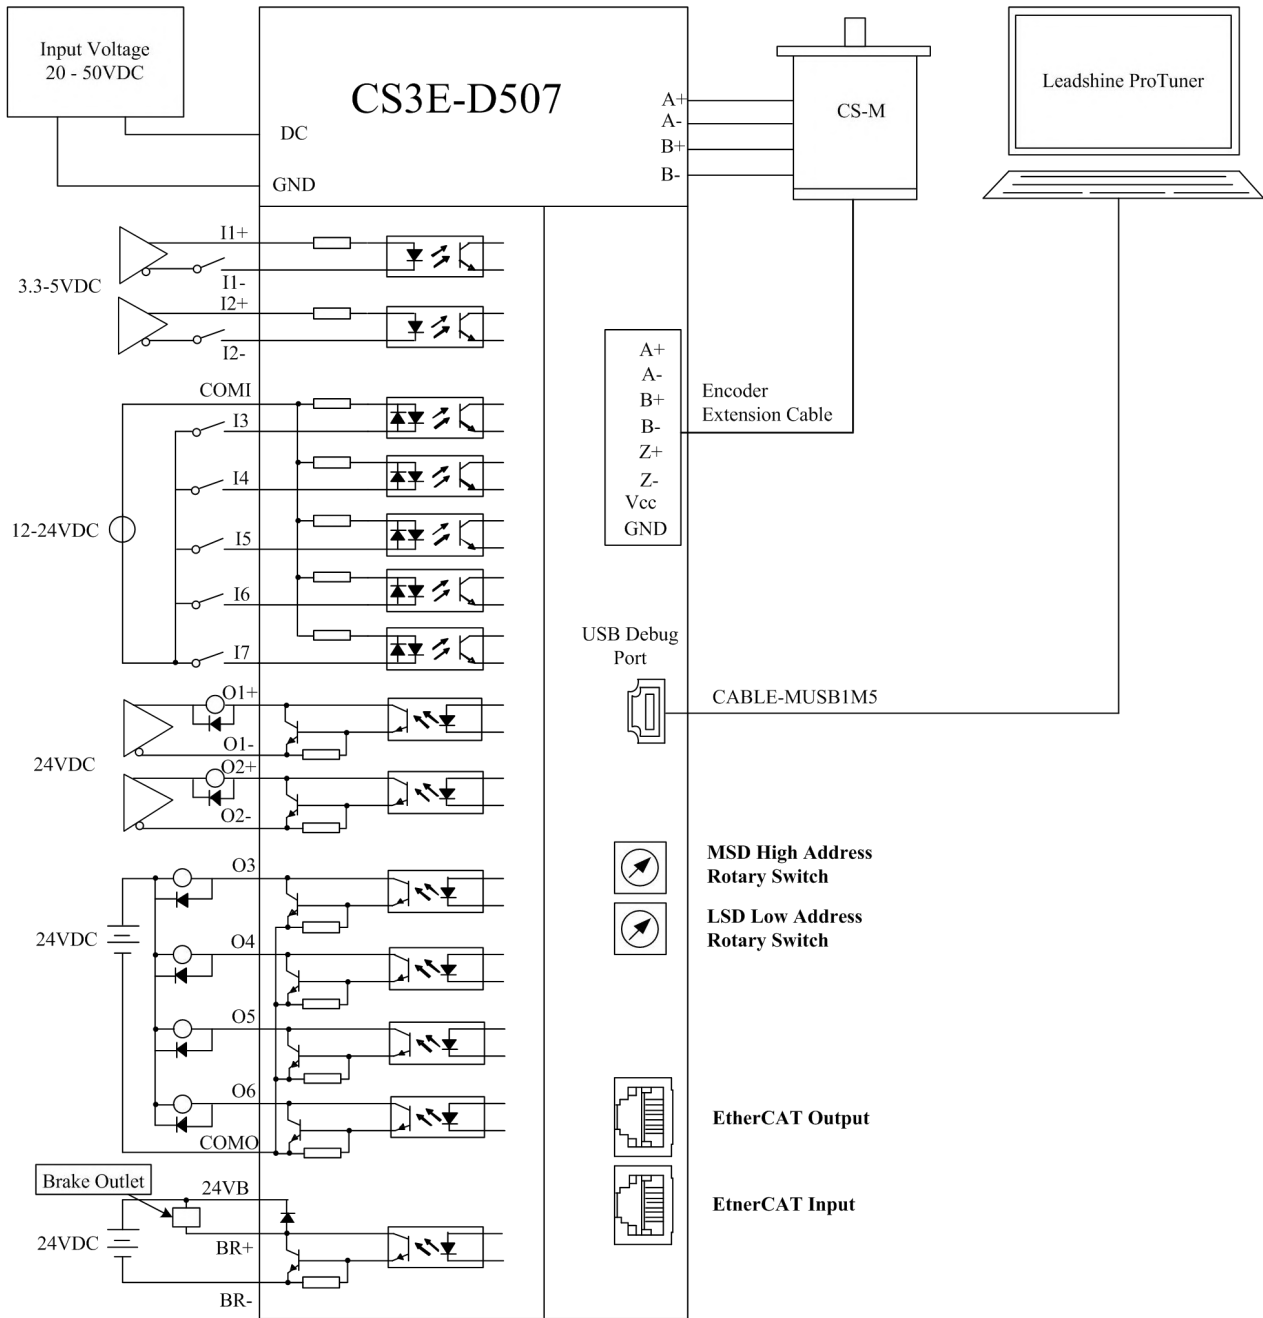 Input Voltage
20 - 50VDC
CS3E-D507
DC
GND
A+
A-
B+
B-
CS-M
Leadshine ProTuner
I1+
I1-
3.3-5VDC
I2+
I2-
COMI
I3
I4
12-24VDC
I5
I6
I7
A+
A-
B+
B-
Z+
Z-
Vcc
GND
Encoder
Extension Cable
USB Debug
Port
CABLE-MUSB1M5
O1+
O1-
24VDC
O2+
O2-
MSD High Address
Rotary Switch
LSD Low Address
Rotary Switch
O3
24VDC
O4
O5
O6
COMO
EtherCAT Output
EtnerCAT Input
Brake Outlet
24VB
24VDC
BR+
BR-